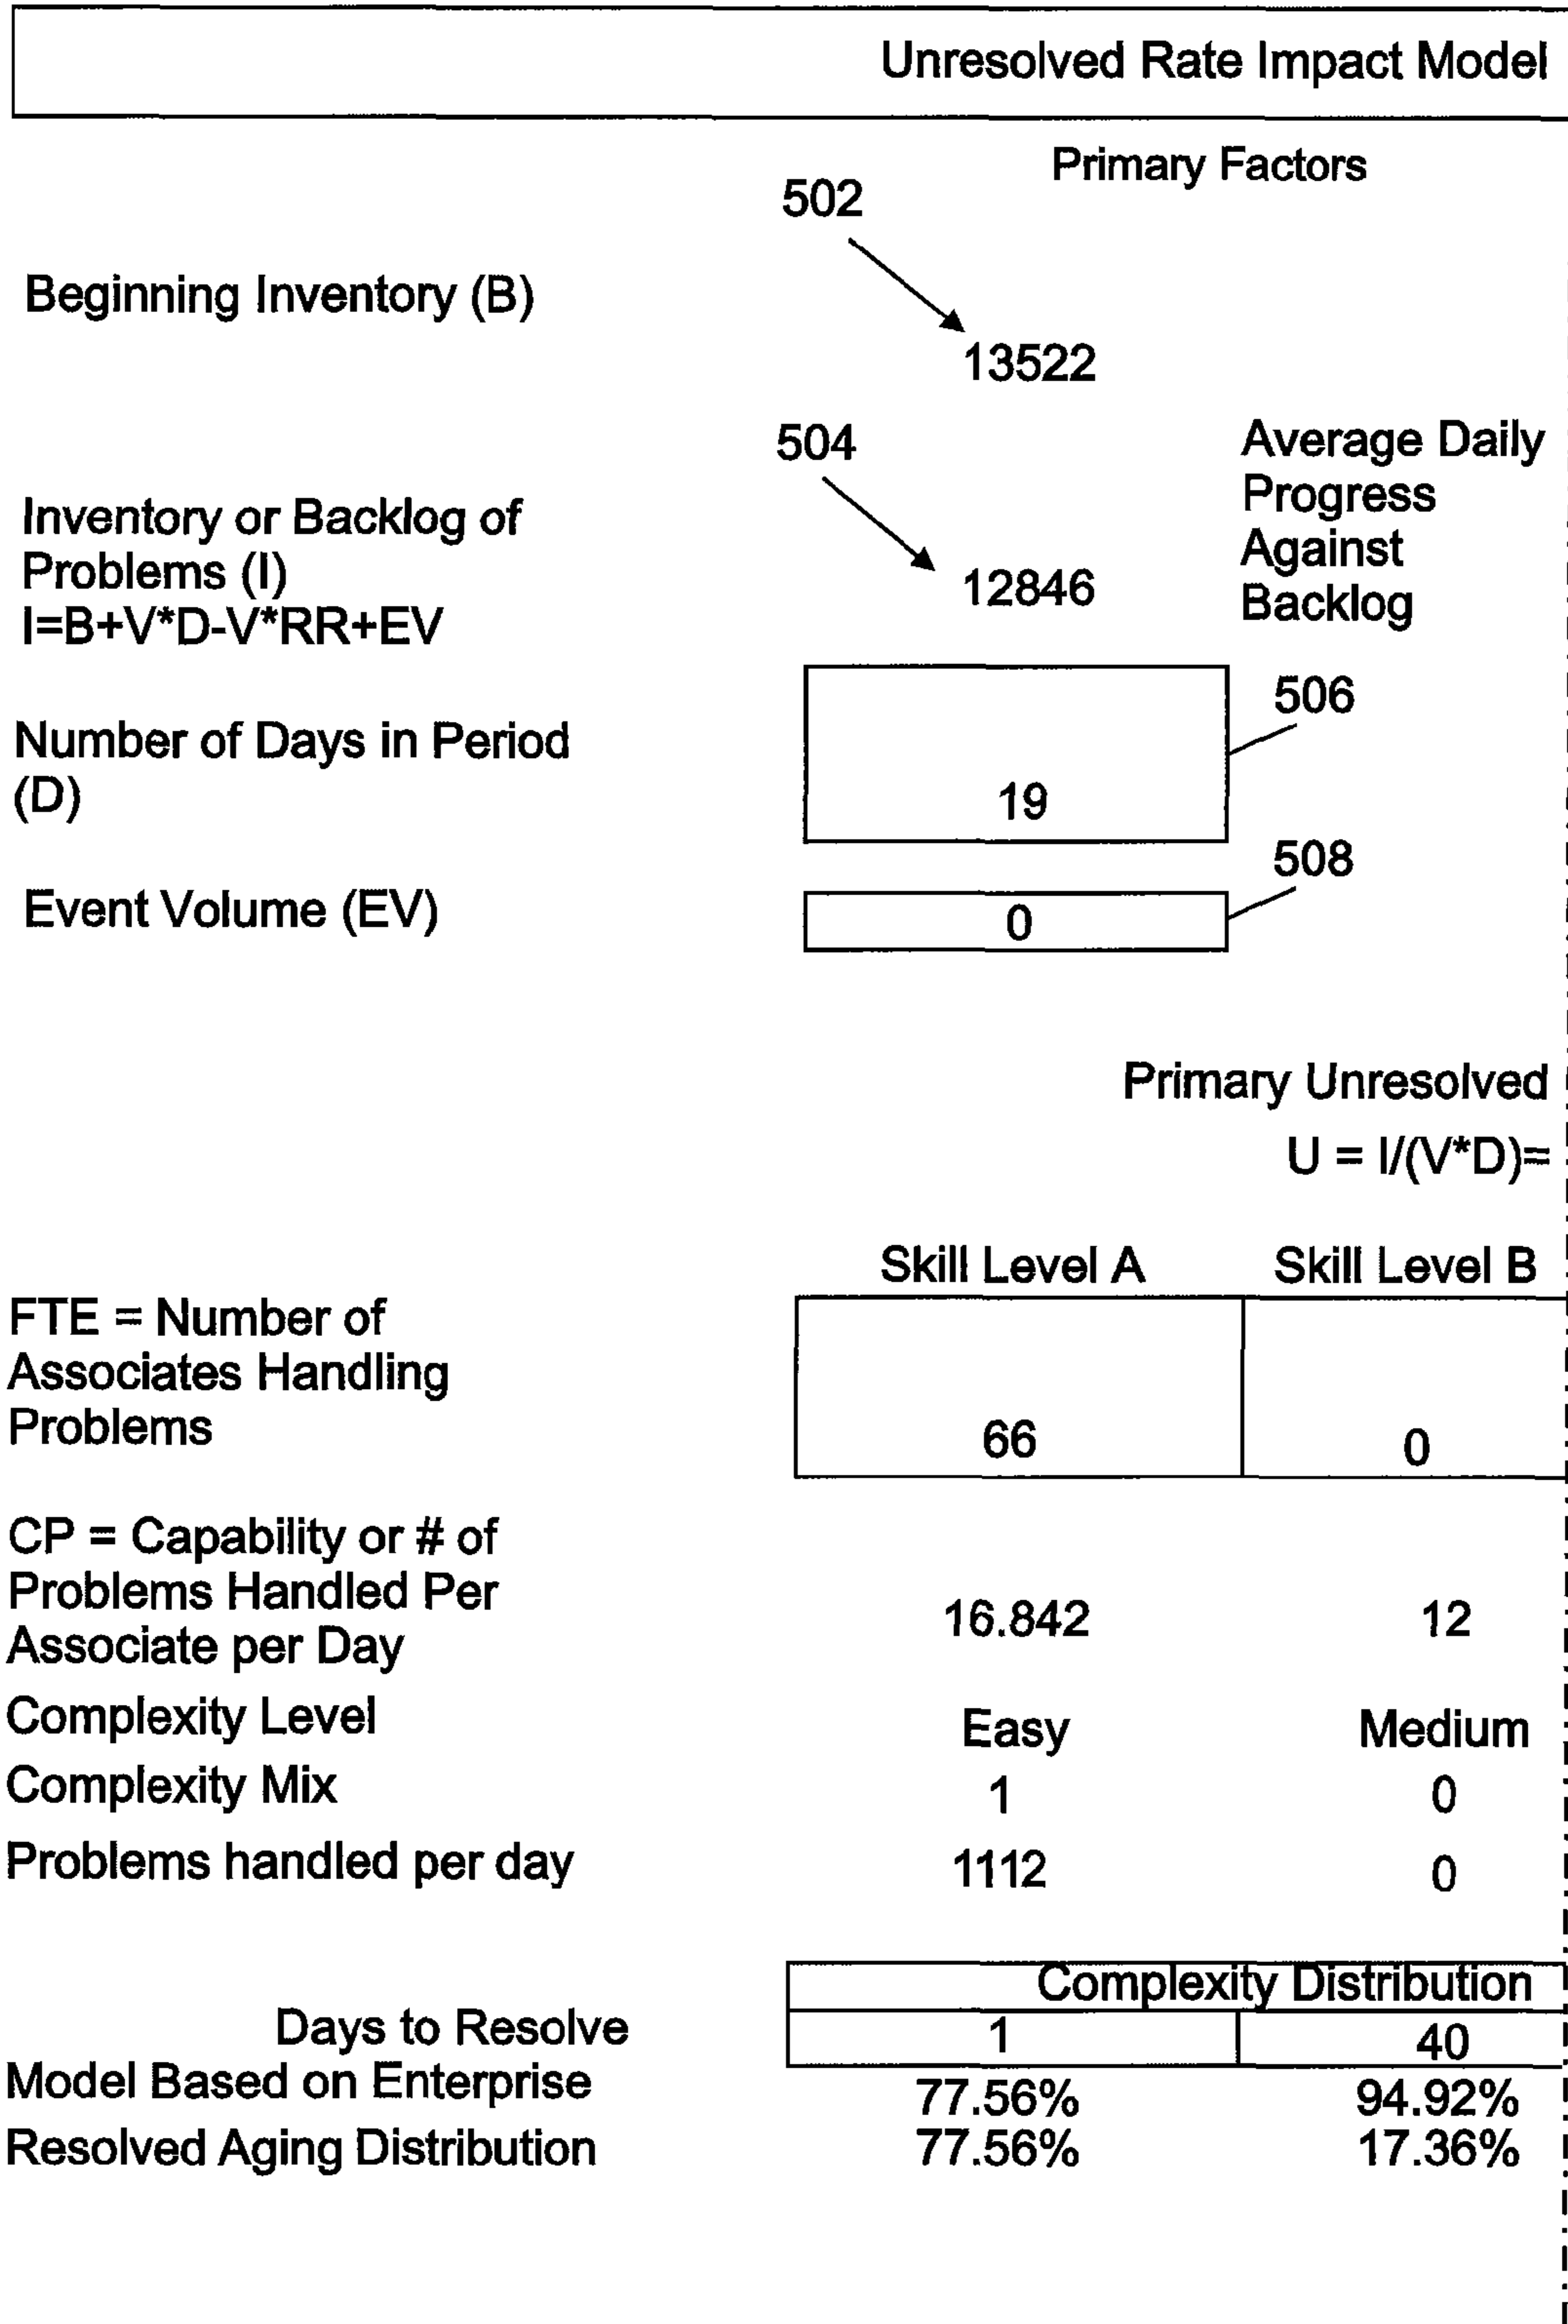 Unresolved Rate Impact Model
Primary Factors
502
Beginning Inventory (B)
13522
504
Average Daily
Progress
Against
Backlog
Inventory or Backlog of
Problems (I)
I=B+V*D-V*RR+EV
12846
506
Number of Days in Period
(D)
19
508
Event Volume (EV)
0
Primary Unresolved
U = I/(V*D)=
Skill Level A Skill Level B
FTE = Number of
Associates Handling
Problems
66 0
CP = Capability or # of
Problems Handled Per
Associate per Day
16.842 12
Complexity Level Easy Medium
Complexity Mix 1 0
Problems handled per day 1112 0
Complexity Distribution
Days to Resolve 1 40
Model Based on Enterprise 77.56% 94.92%
Resolved Aging Distribution 77.56% 17.36%